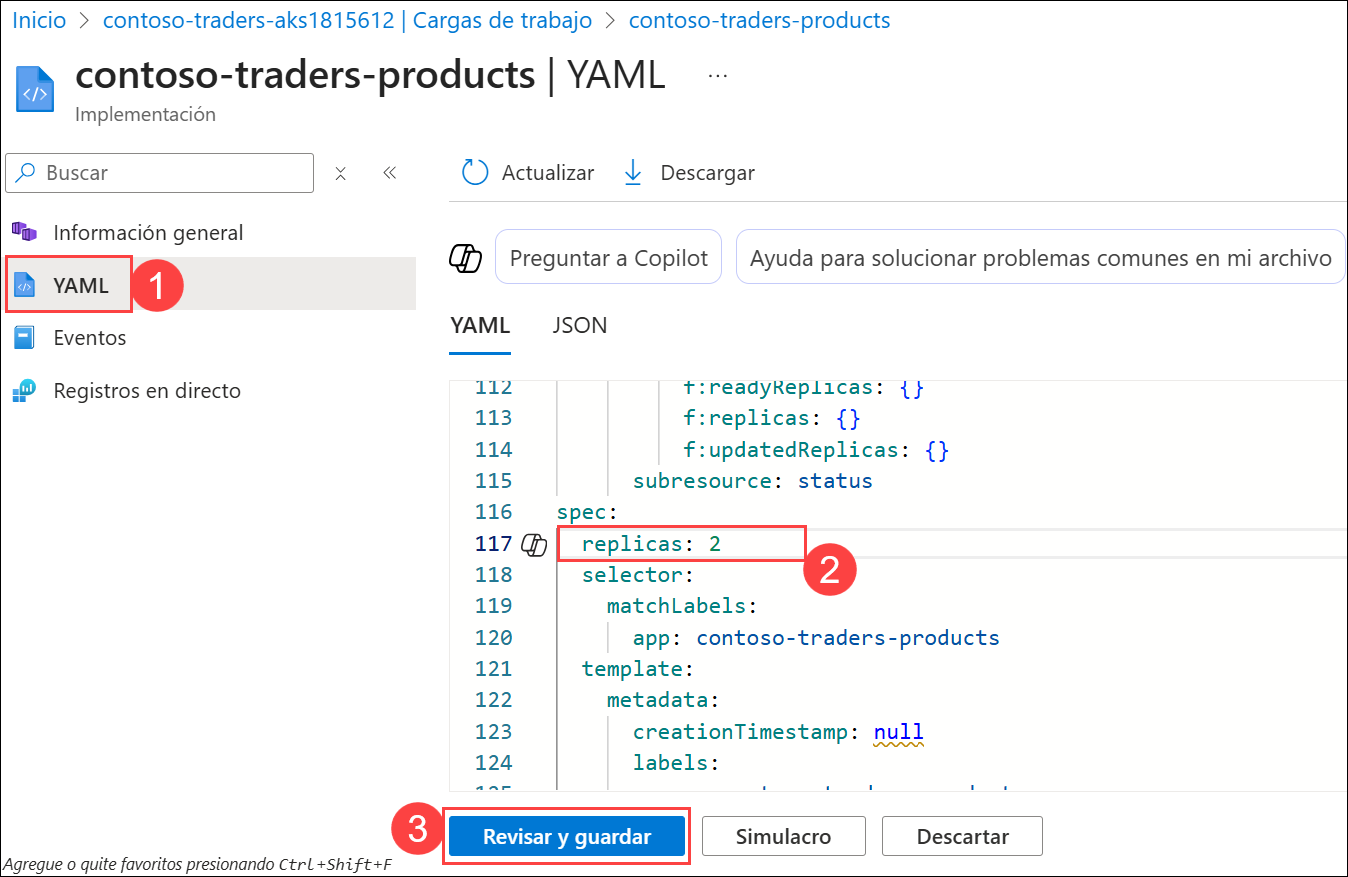 Inicio > contoso-traders-aks1815612 | Cargas de trabajo > contoso-traders-products
contoso-traders-products | YAML ...
Implementación
Buscar
Actualizar
Descargar
Información general
YAML
1
Eventos
Registros en directo
Preguntar a Copilot
Ayuda para solucionar problemas comunes en mi archivo
YAML JSON
112 f:readyReplicas: {}
113 f:replicas: {}
114 f:updatedReplicas: {}
115 subresource: status
116 spec:
117 replicas: 2
2
118 selector:
119 matchLabels:
120 app: contoso-traders-products
121 template:
122 metadata:
123 creationTimestamp: null
124 labels:
3
Revisar y guardar
Simulacro
Descartar
Agregue o quite favoritos presionando Ctrl+Shift+F